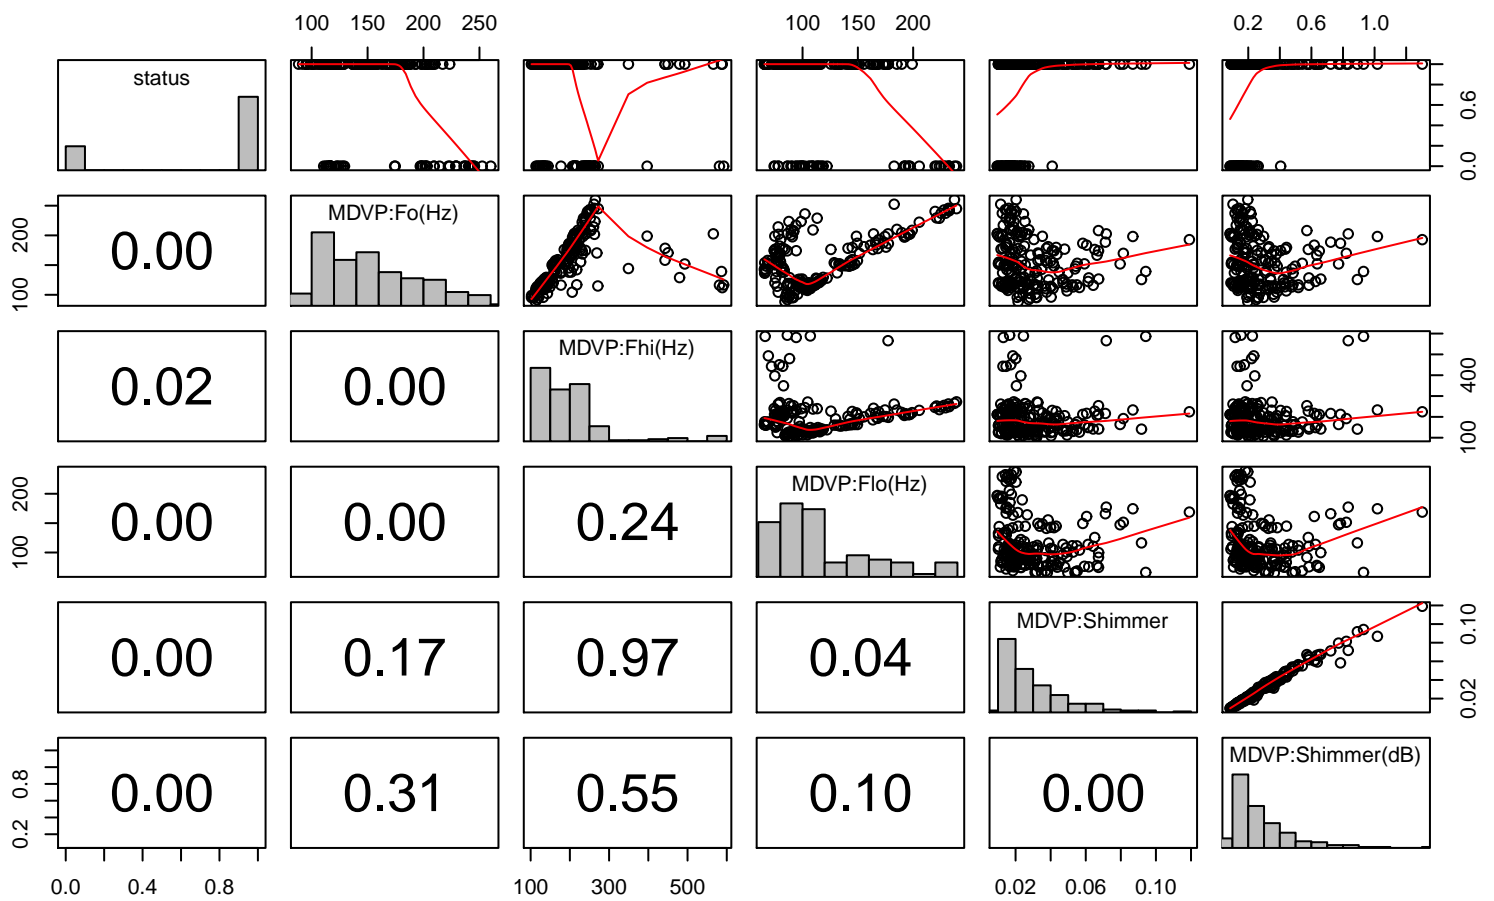 100 150 200 250 100 150 200 0.2 0.6 1.0
status 0.0 0.6
100 200 0.00 MDVP:Fo(Hz)
0.02 0.00 MDVP:Fhi(Hz) 100 400
100 200 0.00 0.00 0.24 MDVP:Flo(Hz)
0.00 0.17 0.97 0.04 MDVP:Shimmer 0.02 0.10
0.2 0.8 0.00 0.31 0.55 0.10 0.00 MDVP:Shimmer(dB)
0.0 0.4 0.8 100 300 500 0.02 0.06 0.10